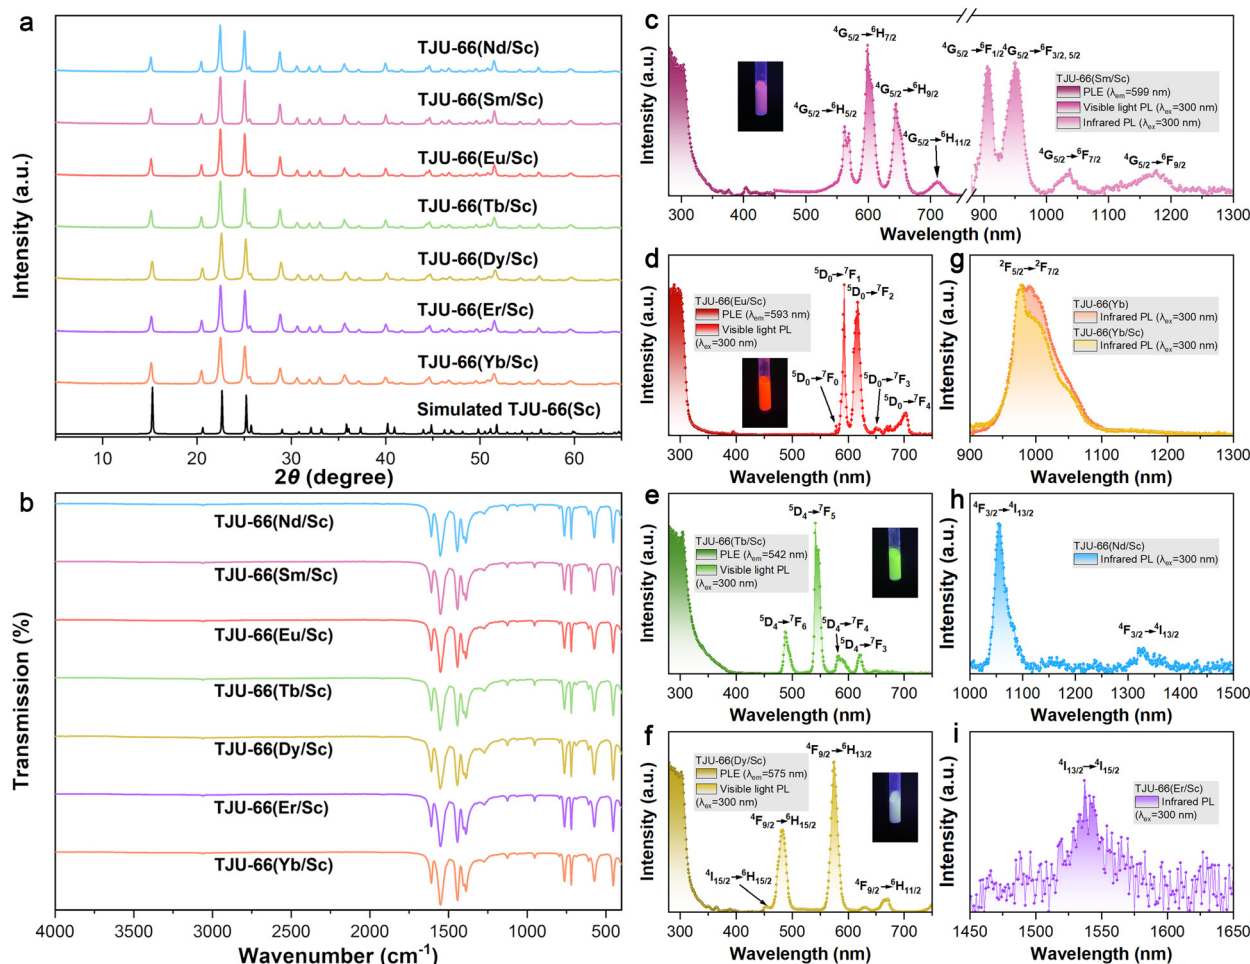 a
Intensity (a.u.)
TJU-66(Nd/Sc)
TJU-66(Sm/Sc)
TJU-66(Eu/Sc)
TJU-66(Tb/Sc)
TJU-66(Dy/Sc)
TJU-66(Er/Sc)
TJU-66(Yb/Sc)
Simulated TJU-66(Sc)
10 20 30 40 50 60
2θ (degree)
b
Transmission (%)
TJU-66(Nd/Sc)
TJU-66(Sm/Sc)
TJU-66(Eu/Sc)
TJU-66(Tb/Sc)
TJU-66(Dy/Sc)
TJU-66(Er/Sc)
TJU-66(Yb/Sc)
4000 3500 3000 2500 2000 1500 1000 500
Wavenumber (cm⁻¹)
c
Intensity (a.u.)
⁴G₅/₂→⁶H₅/₂
⁴G₅/₂→⁶H₇/₂
⁴G₅/₂→⁶H₉/₂
⁴G₅/₂→⁶H₁₁/₂
⁴G₅/₂→⁶F₁/₂
⁴G₅/₂→⁶F₃/₂, ₅/₂
⁴G₅/₂→⁶F₇/₂
⁴G₅/₂→⁶F₉/₂
TJU-66(Sm/Sc)
PLE (λₑₘ=599 nm)
Visible light PL (λₑₓ=300 nm)
Infrared PL (λₑₓ=300 nm)
300 400 500 600 700 900 1000 1100 1200 1300
Wavelength (nm)
d
Intensity (a.u.)
TJU-66(Eu/Sc)
PLE (λₑₘ=593 nm)
Visible light PL
(λₑₓ=300 nm)
⁵D₀→⁷F₁
⁵D₀→⁷F₂
⁵D₀→⁷F₀
⁵D₀→⁷F₃
⁵D₀→⁷F₄
300 400 500 600 700
Wavelength (nm)
g
Intensity (a.u.)
²F₅/₂→²F₇/₂
TJU-66(Yb)
Infrared PL (λₑₓ=300 nm)
TJU-66(Yb/Sc)
Infrared PL (λₑₓ=300 nm)
900 1000 1100 1200 1300
Wavelength (nm)
e
Intensity (a.u.)
TJU-66(Tb/Sc)
PLE (λₑₘ=542 nm)
Visible light PL
(λₑₓ=300 nm)
⁵D₄→⁷F₅
⁵D₄→⁷F₆
⁵D₄→⁷F₄
⁵D₄→⁷F₃
300 400 500 600 700
Wavelength (nm)
h
Intensity (a.u.)
⁴F₃/₂→⁴I₁₃/₂
TJU-66(Nd/Sc)
Infrared PL (λₑₓ=300 nm)
⁴F₃/₂→⁴I₁₃/₂
1000 1100 1200 1300 1400 1500
Wavelength (nm)
f
Intensity (a.u.)
TJU-66(Dy/Sc)
PLE (λₑₘ=575 nm)
Visible light PL
(λₑₓ=300 nm)
⁴F₉/₂→⁶H₁₃/₂
⁴F₉/₂→⁶H₁₅/₂
⁴I₁₅/₂→⁶H₁₅/₂
⁴F₉/₂→⁶H₁₁/₂
300 400 500 600 700
Wavelength (nm)
i
Intensity (a.u.)
⁴I₁₃/₂→⁴I₁₅/₂
TJU-66(Er/Sc)
Infrared PL
(λₑₓ=300 nm)
1450 1500 1550 1600 1650
Wavelength (nm)